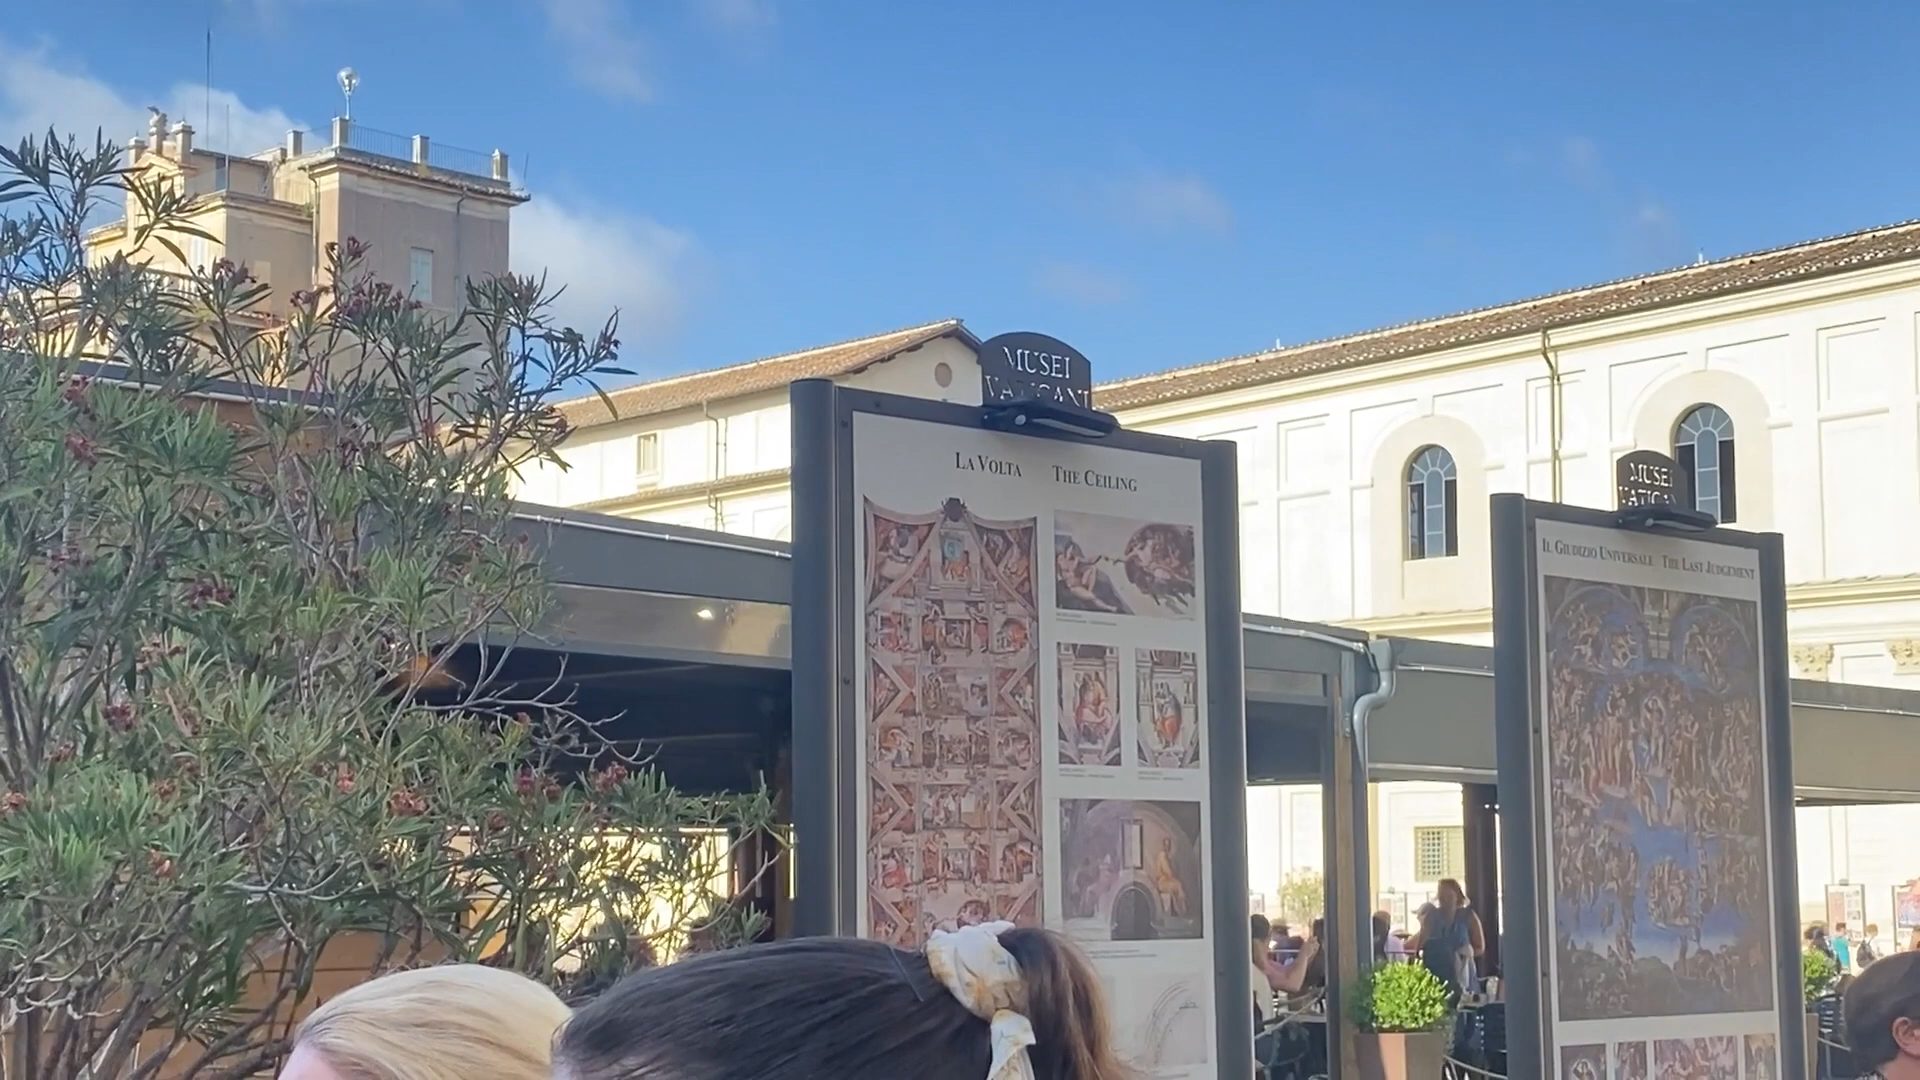 MUSEI
VATICANI
LA VOLTA THE CEILING
MUSEI
VATICANI
IL GIUDIZIO UNIVERSALE THE LAST JUDGEMENT